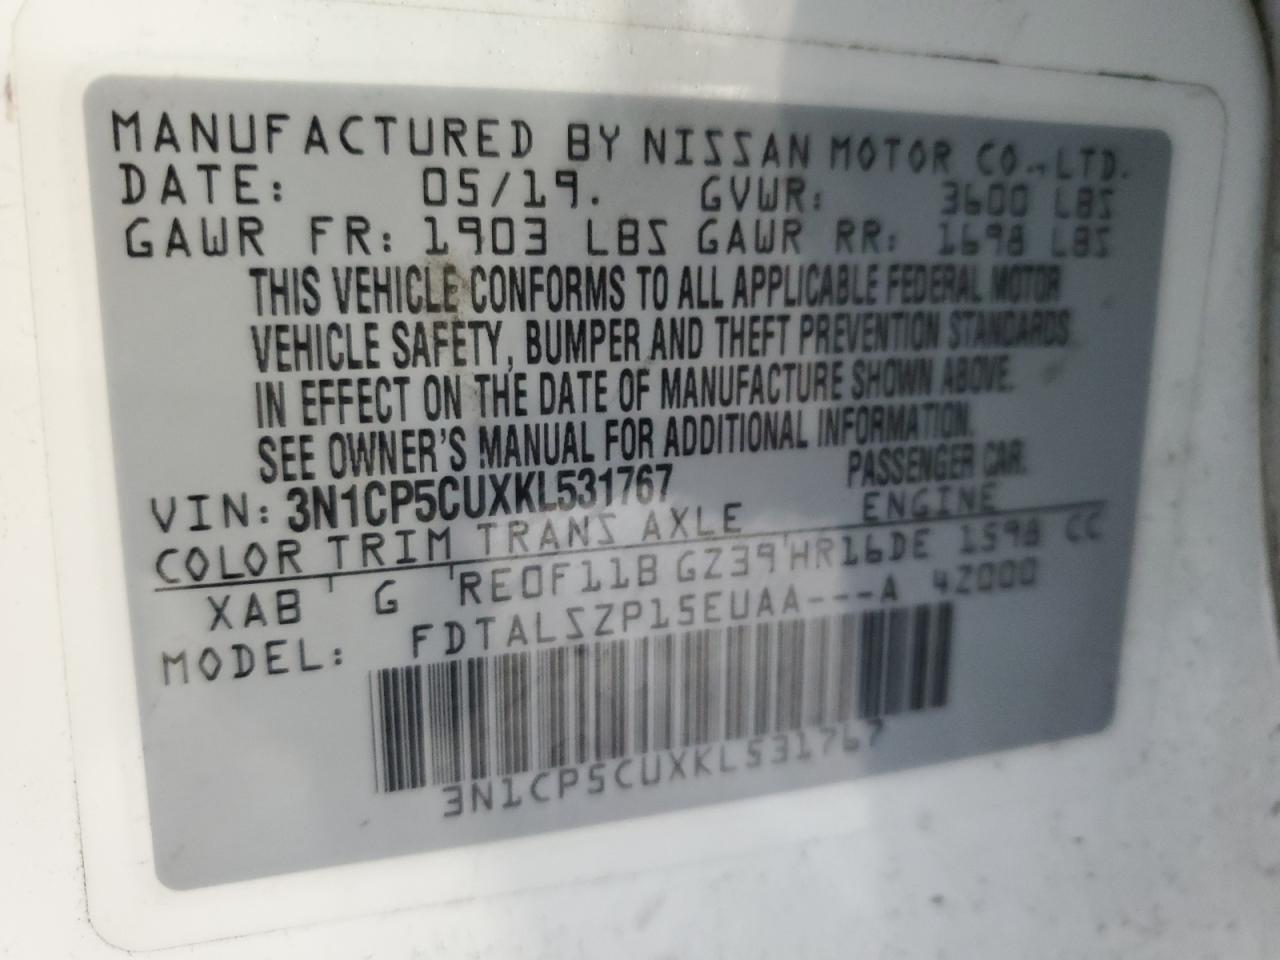 MANUFACTURED BY NISSAN MOTOR CO., LTD.
DATE: 05/19. GVWR: 3600 LBS
GAWR FR: 1903 LBS GAWR RR: 1698 LBS
THIS VEHICLE CONFORMS TO ALL APPLICABLE FEDERAL MOTOR
VEHICLE SAFETY, BUMPER AND THEFT PREVENTION STANDARDS
IN EFFECT ON THE DATE OF MANUFACTURE SHOWN ABOVE.
SEE OWNER'S MANUAL FOR ADDITIONAL INFORMATION.
VIN: 3N1CP5CUXKL531767 PASSENGER CAR.
COLOR TRIM TRANS AXLE ENGINE
XAB G RE0F11B GZ39 HR16DE 1598 CC
MODEL: FDTALSZP15EUAA---A 42000
3N1CP5CUXKL531767